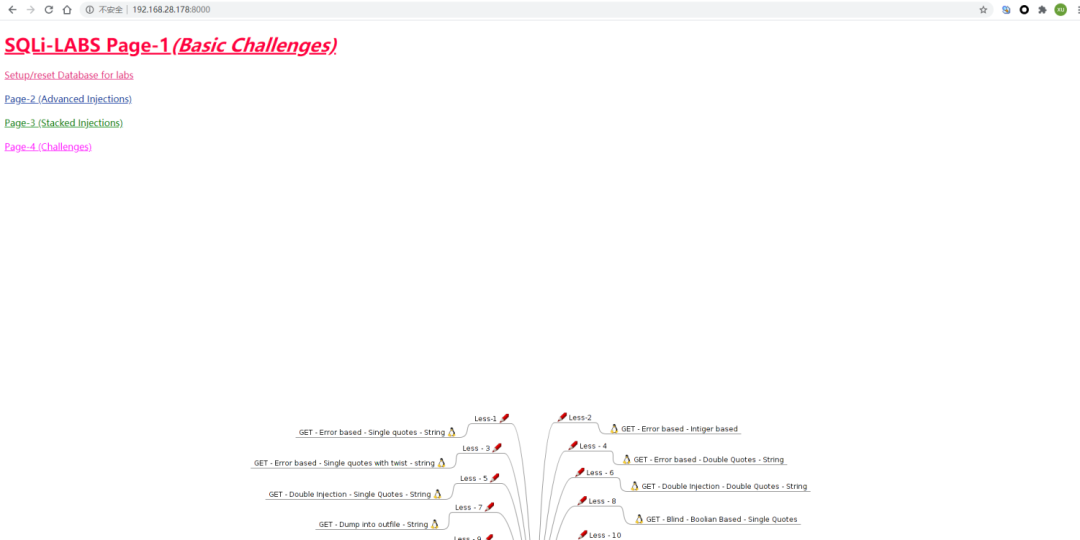 不安全 | 192.168.28.178:8000
XU
SQLi-LABS Page-1(Basic Challenges)
Setup/reset Database for labs
Page-2 (Advanced Injections)
Page-3 (Stacked Injections)
Page-4 (Challenges)
Less-1
Less-2
GET - Error based - Single quotes - String
GET - Error based - Intiger based
Less - 3
Less - 4
GET - Error based - Single quotes with twist - string
GET - Error based - Double Quotes - String
Less - 5
Less - 6
GET - Double Injection - Single Quotes - String
GET - Double Injection - Double Quotes - String
Less - 7
Less - 8
GET - Dump into outfile - String
GET - Blind - Boolian Based - Single Quotes
Less - 9
Less - 10